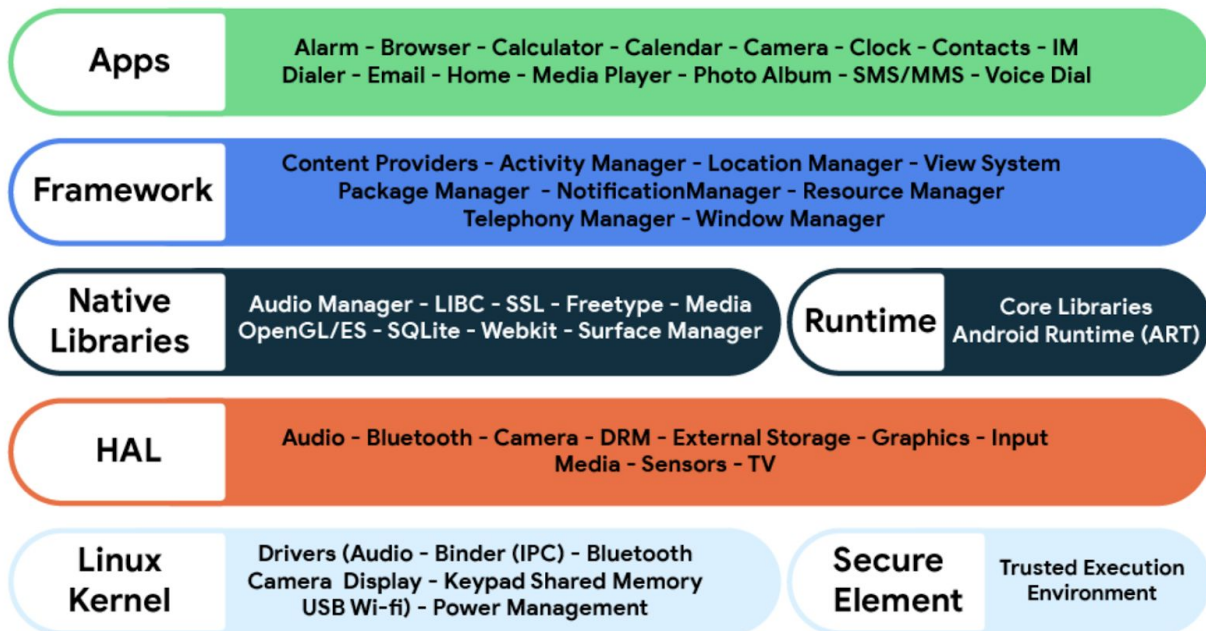 Apps
Alarm - Browser - Calculator - Calendar - Camera - Clock - Contacts - IM
Dialer - Email - Home - Media Player - Photo Album - SMS/MMS - Voice Dial
Framework
Content Providers - Activity Manager - Location Manager - View System
Package Manager - NotificationManager - Resource Manager
Telephony Manager - Window Manager
Native
Libraries
Audio Manager - LIBC - SSL - Freetype - Media
OpenGL/ES - SQLite - Webkit - Surface Manager
Runtime
Core Libraries
Android Runtime (ART)
HAL
Audio - Bluetooth - Camera - DRM - External Storage - Graphics - Input
Media - Sensors - TV
Linux
Kernel
Drivers (Audio - Binder (IPC) - Bluetooth
Camera Display - Keypad Shared Memory
USB Wi-fi) - Power Management
Secure
Element
Trusted Execution
Environment